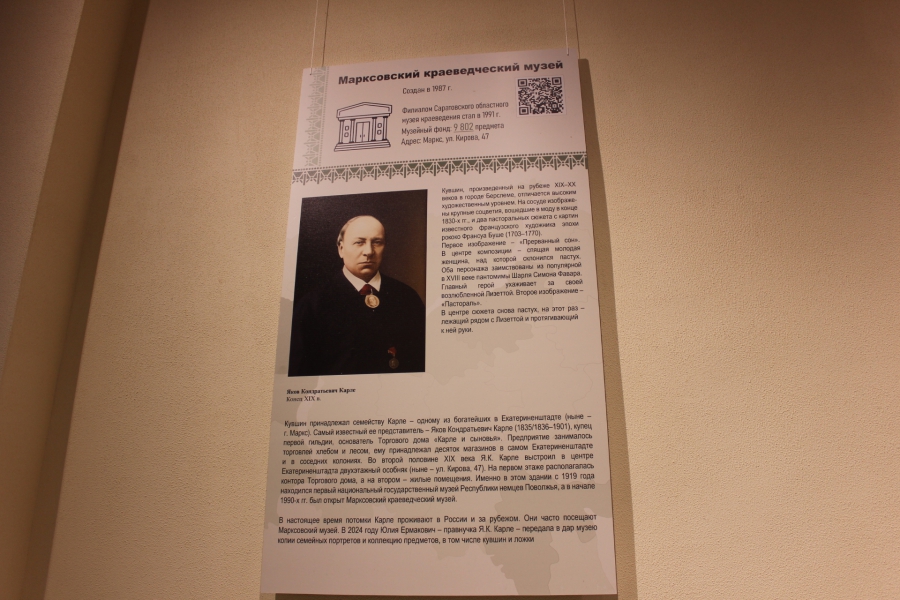 Марксовский краеведческий музей
Создан в 1987 г.
Филиалом Саратовского областного
музея краеведения стал в 1991 г.
Музейный фонд: 9 802 предмета
Адрес: Маркс, ул. Кирова, 47
Кувшин, произведенный на рубеже XIX–XX
веков в городе Берслеме, отличается высоким
художественным уровнем. На сосуде изображе-
ны крупные соцветия, вошедшие в моду в конце
1830-х гг., и два пасторальных сюжета с картин
известного французского художника эпохи
рококо Франсуа Буше (1703–1770).
Первое изображение – «Прерванный сон».
В центре композиции – спящая молодая
женщина, над которой склонился пастух.
Оба персонажа заимствованы из популярной
в XVIII веке пантомимы Шарля Симона Фавара.
Главный герой ухаживает за своей
возлюбленной Лизеттой. Второе изображение –
«Пастораль».
В центре сюжета снова пастух, на этот раз –
лежащий рядом с Лизеттой и протягивающий
к ней руки.
Яков Кондратьевич Карле
Конец XIX в.
Кувшин принадлежал семейству Карле – одному из богатейших в Екатериненштадте (ныне –
г. Маркс). Самый известный ее представитель – Яков Кондратьевич Карле (1835/1836–1901), купец
первой гильдии, основатель Торгового дома «Карле и сыновья». Предприятие занималось
торговлей хлебом и лесом, ему принадлежал десяток магазинов в самом Екатериненштадте
и в соседних колониях. Во второй половине XIX века Я.К. Карле выстроил в центре
Екатериненштадта двухэтажный особняк (ныне – ул. Кирова, 47). На первом этаже располагалась
контора Торгового дома, а на втором – жилые помещения. Именно в этом здании с 1919 года
находился первый национальный государственный музей Республики немцев Поволжья, а в начале
1990-х гг. был открыт Марксовский краеведческий музей.
В настоящее время потомки Карле проживают в России и за рубежом. Они часто посещают
Марксовский музей. В 2024 году Юлия Ермакович – правнучка Я.К. Карле – передала в дар музею
копии семейных портретов и коллекцию предметов, в том числе кувшин и ложки